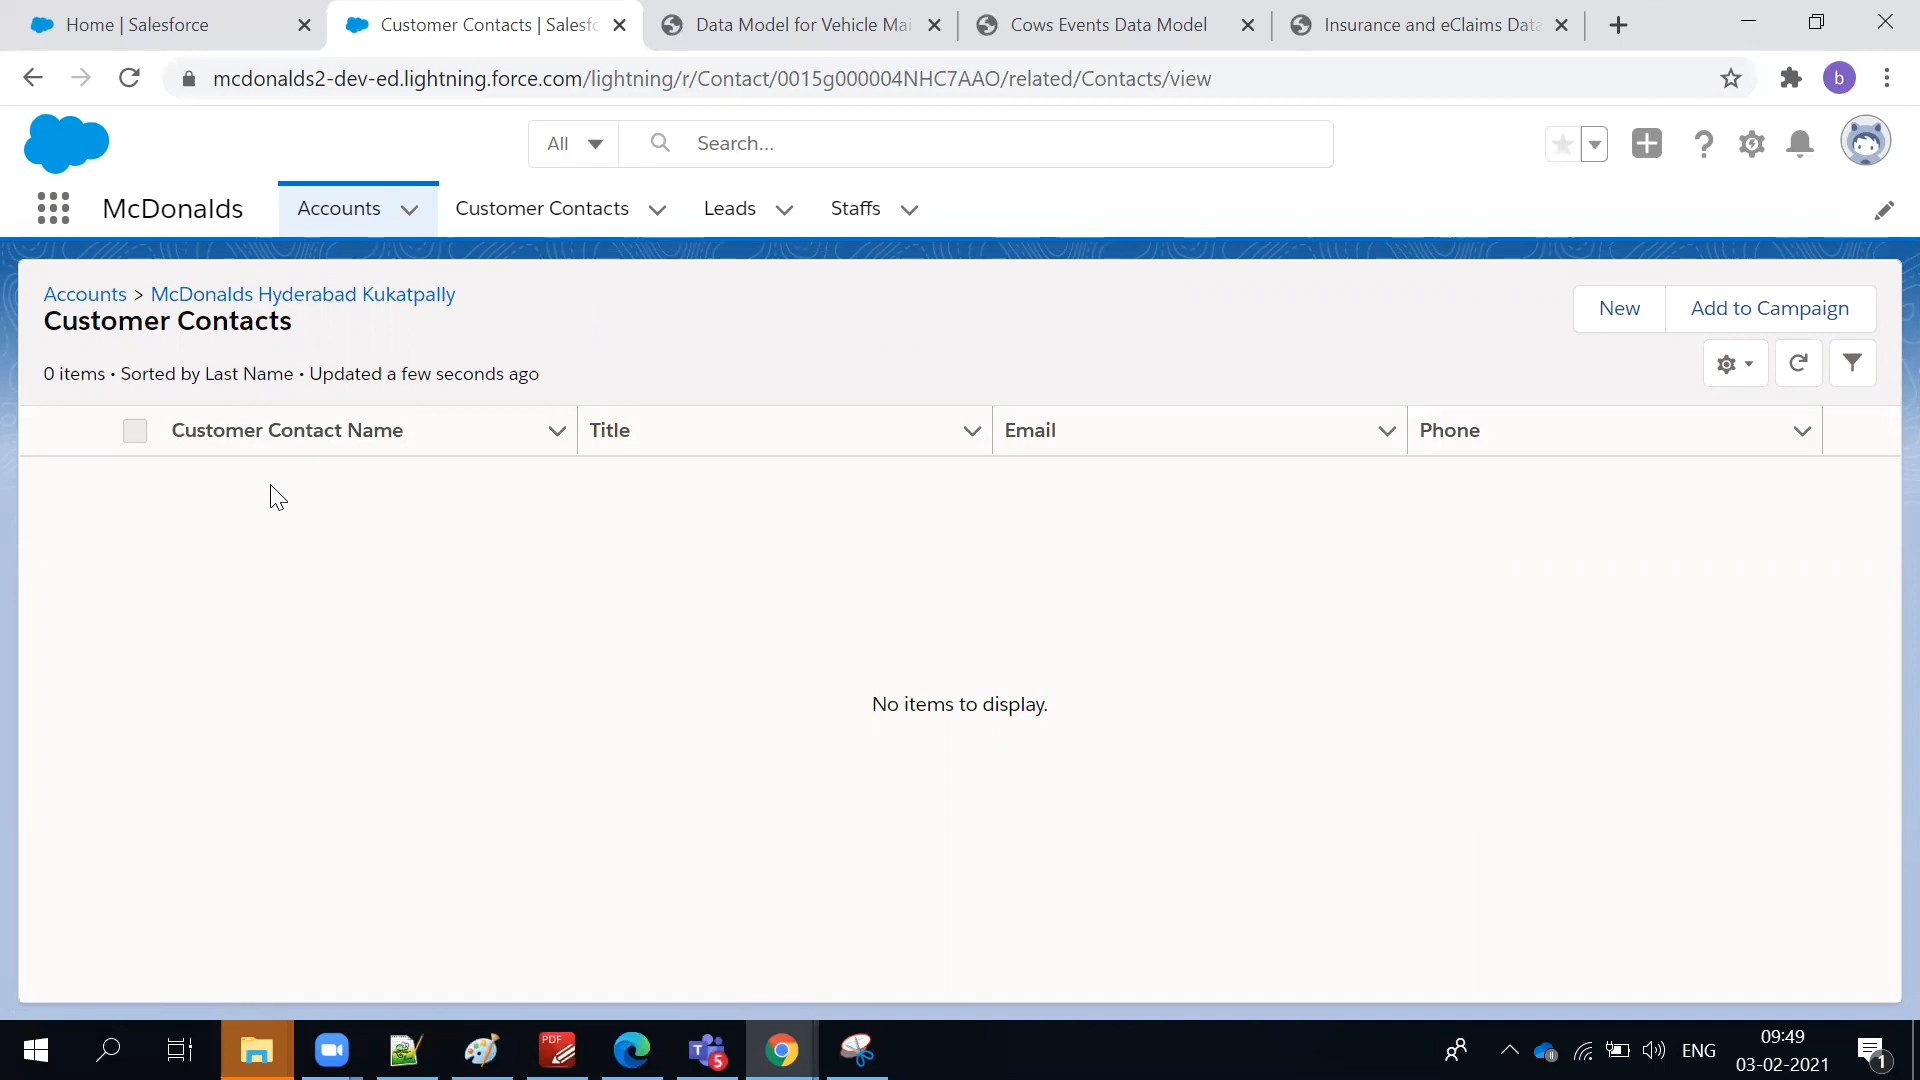 Home | Salesforce
Customer Contacts | Salesfo
Data Model for Vehicle Mai
Cows Events Data Model
Insurance and eClaims Data
mcdonalds2-dev-ed.lightning.force.com/lightning/r/Contact/0015g000004NHC7AAO/related/Contacts/view
b
All
Search...
McDonalds
Accounts
Customer Contacts
Leads
Staffs
Accounts > McDonalds Hyderabad Kukatpally
Customer Contacts
New
Add to Campaign
0 items • Sorted by Last Name • Updated a few seconds ago
Customer Contact Name
Title
Email
Phone
No items to display.
PDF
T
5
ENG
09:49
03-02-2021
1